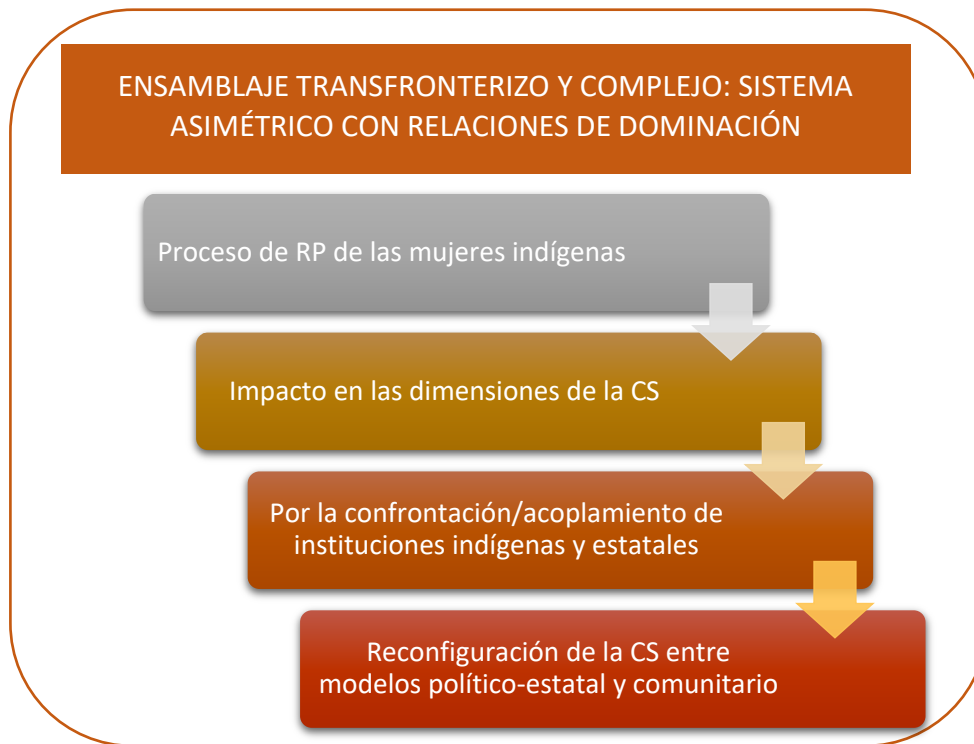 ENSAMBLAJE TRANSFRONTERIZO Y COMPLEJO: SISTEMA
ASIMÉTRICO CON RELACIONES DE DOMINACIÓN
Proceso de RP de las mujeres indígenas
Impacto en las dimensiones de la CS
Por la confrontación/acoplamiento de
instituciones indígenas y estatales
Reconfiguración de la CS entre
modelos político-estatal y comunitario